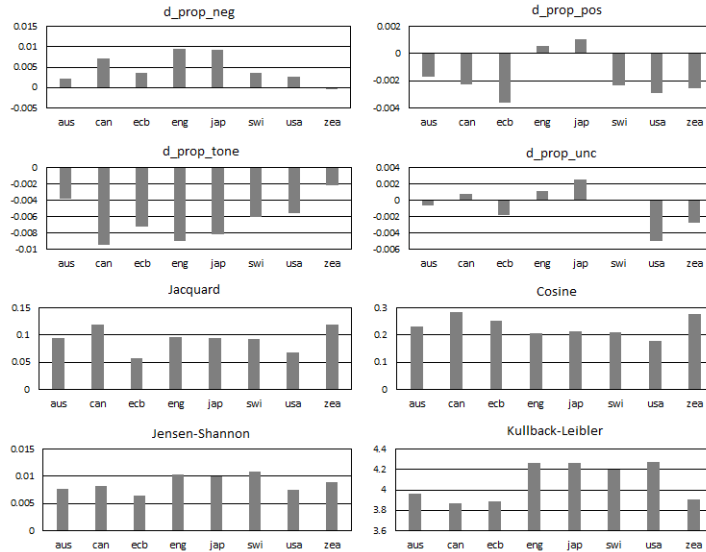 d_prop_neg
0.015
0.01
0.005
0
-0.005
aus can ecb eng jap swi usa zea
d_prop_pos
0.002
0
-0.002
-0.004
aus can ecb eng jap swi usa zea
d_prop_tone
0
-0.002
-0.004
-0.006
-0.008
-0.01
aus can ecb eng jap swi usa zea
d_prop_unc
0.004
0.002
0
-0.002
-0.004
-0.006
aus can ecb eng jap swi usa zea
Jacquard
0.15
0.1
0.05
0
aus can ecb eng jap swi usa zea
Cosine
0.3
0.2
0.1
0
aus can ecb eng jap swi usa zea
Jensen-Shannon
0.015
0.01
0.005
0
aus can ecb eng jap swi usa zea
Kullback-Leibler
4.4
4.2
4
3.8
3.6
aus can ecb eng jap swi usa zea